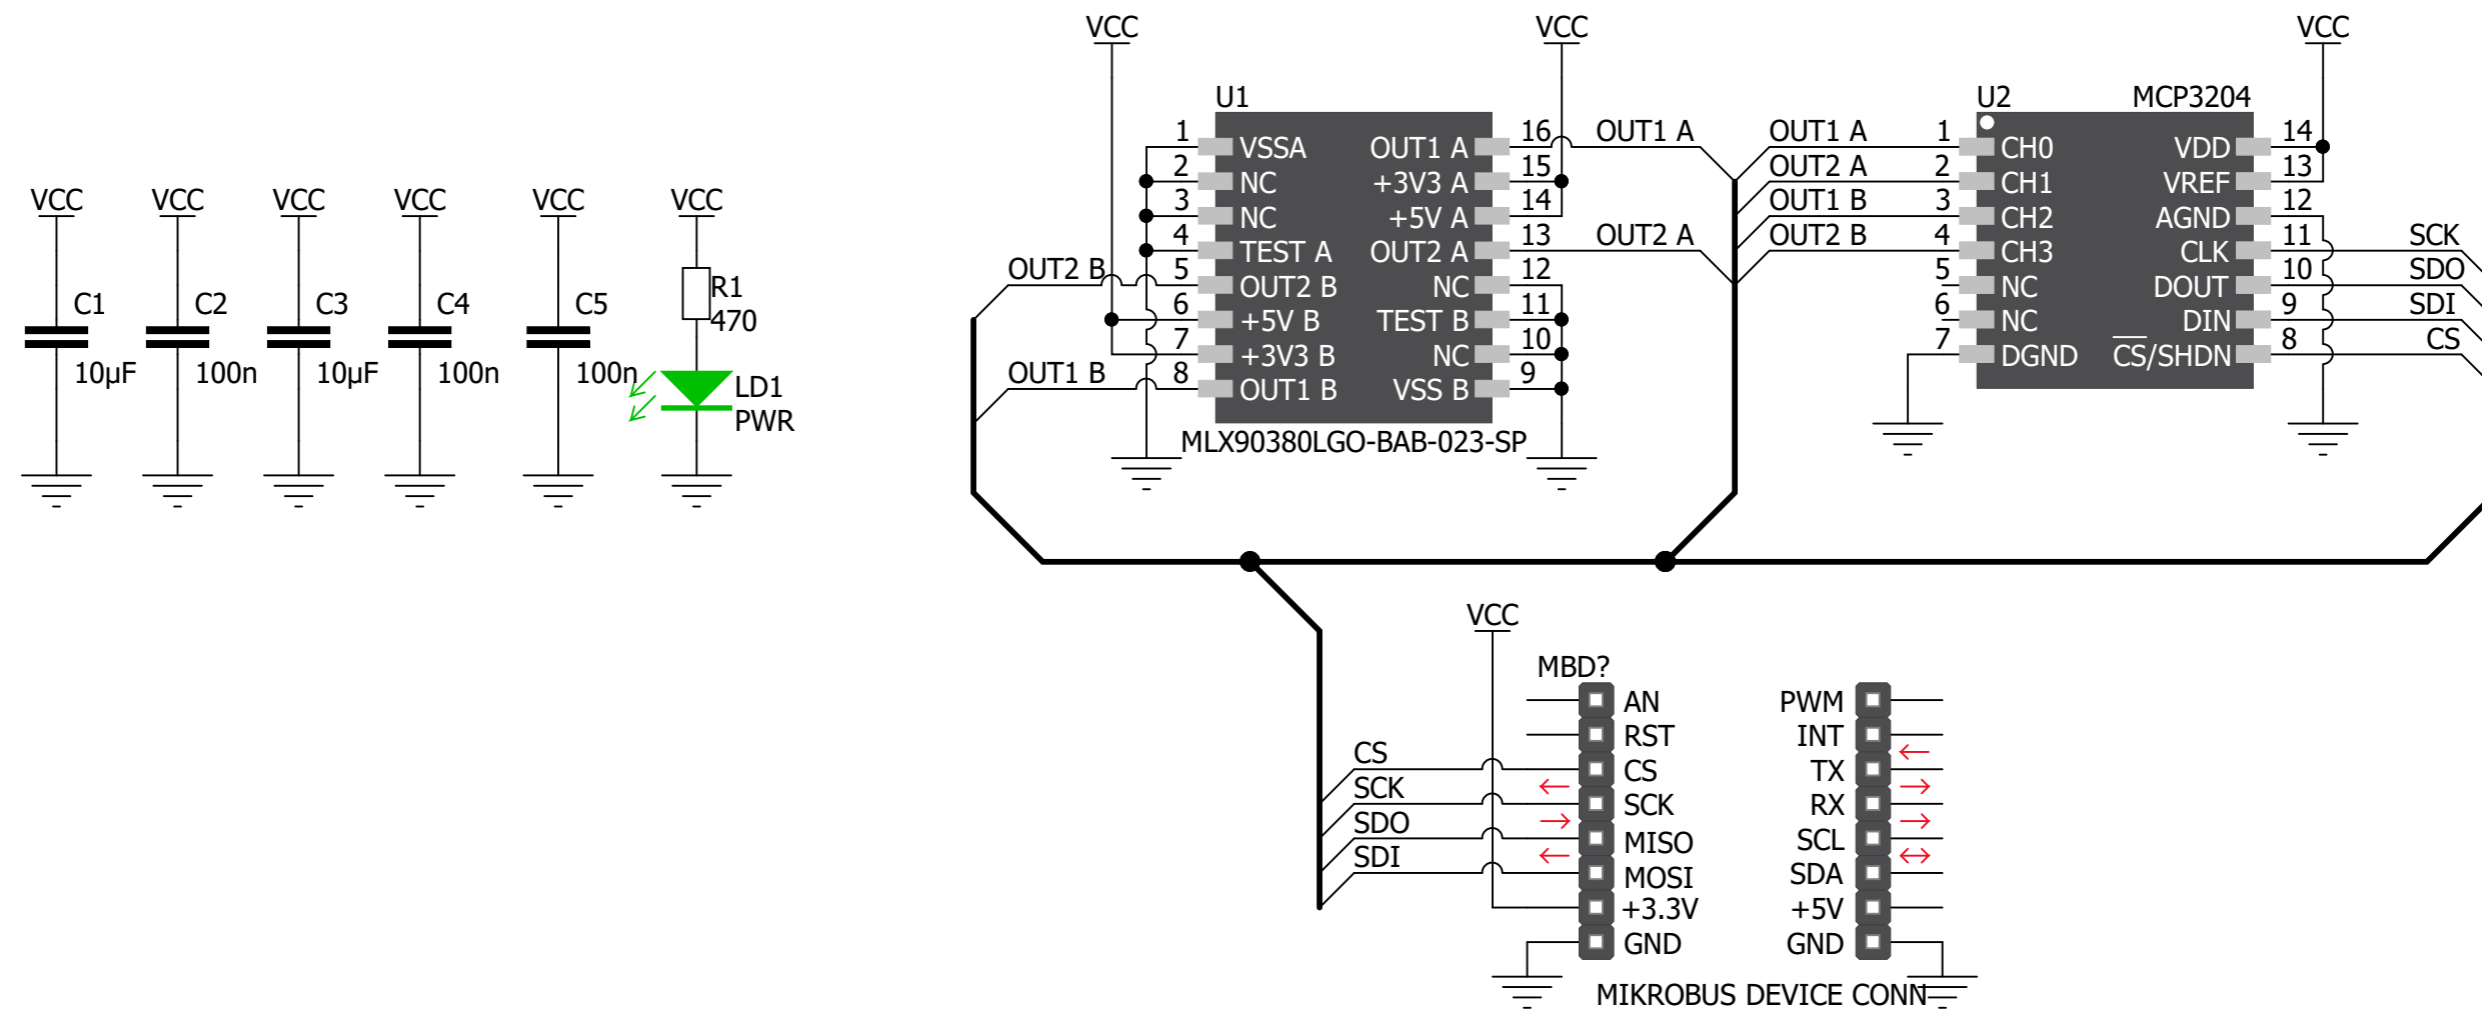 VCC
VCC
VCC
VCC
VCC
VCC
C1
10µF
C2
100n
C3
10µF
C4
100n
C5
100n
R1
470
LD1
PWR
VCC
VCC
U1
1 VSSA
2 NC
3 NC
4 TEST A
OUT2 B 5 OUT2 B
6 +5V B
7 +3V3 B
OUT1 B 8 OUT1 B
OUT1 A 16 OUT1 A
+3V3 A 15
+5V A 14
OUT2 A 13 OUT2 A
NC 12
TEST B 11
NC 10
VSS B 9
MLX90380LGO-BAB-023-SP
VCC
U2 MCP3204
OUT1 A 1 CH0
OUT2 A 2 CH1
OUT1 B 3 CH2
OUT2 B 4 CH3
5 NC
6 NC
7 DGND
VDD 14
VREF 13
AGND 12
CLK 11 SCK
DOUT 10 SDO
DIN 9 SDI
CS/SHDN 8 CS
VCC
MBD?
AN
RST
CS CS
SCK SCK
SDO MISO
SDI MOSI
+3.3V
GND
PWM
INT
TX
RX
SCL
SDA
+5V
GND
MIKROBUS DEVICE CONN